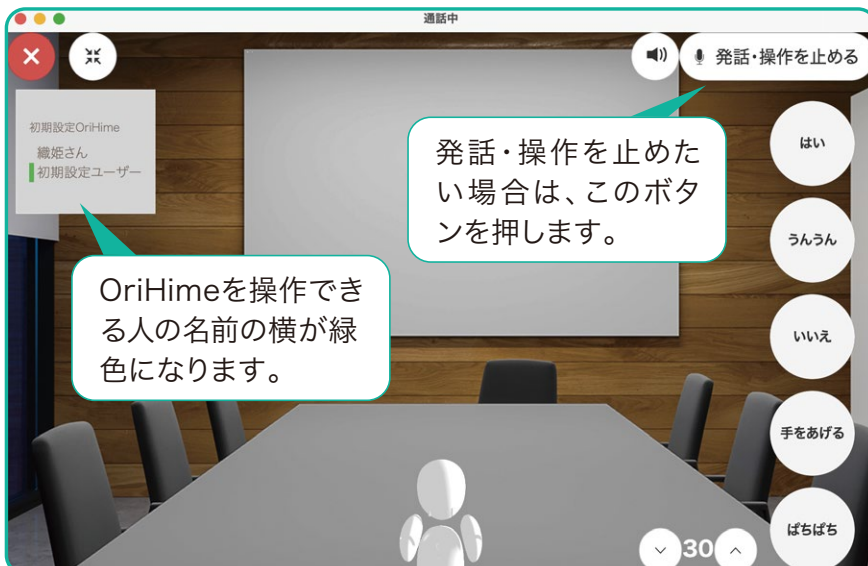 通話中
発話・操作を止める
初期設定OriHime
織姫さん
初期設定ユーザー
発話・操作を止めた
い場合は、このボタ
ンを押します。
OriHimeを操作でき
る人の名前の横が緑
色になります。
はい
うんうん
いいえ
手をあげる
ぱちぱち
30